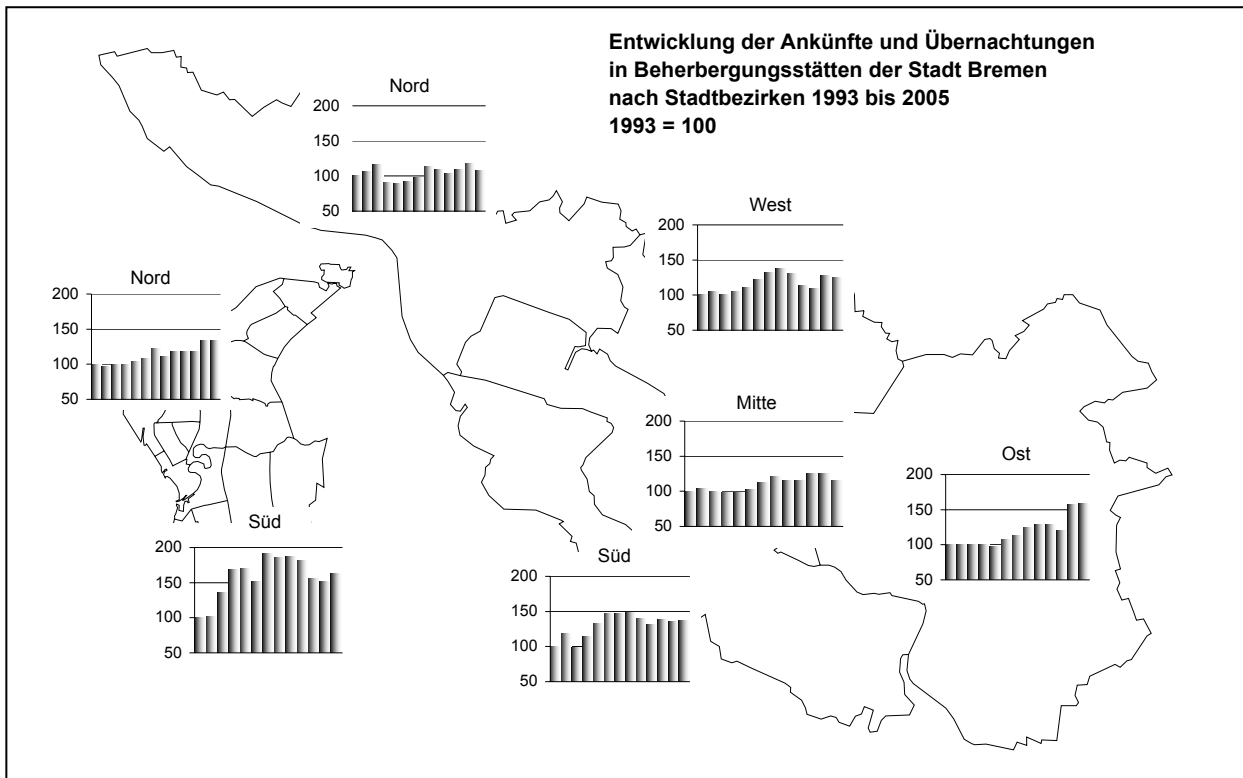 Entwicklung der Ankünfte und Übernachtungen
in Beherbergungsstätten der Stadt Bremen
nach Stadtbezirken 1993 bis 2005
1993 = 100
Nord
200
150
100
50
West
200
150
100
50
Nord
200
150
100
50
Mitte
200
150
100
50
Ost
200
150
100
50
Süd
200
150
100
50
Süd
200
150
100
50